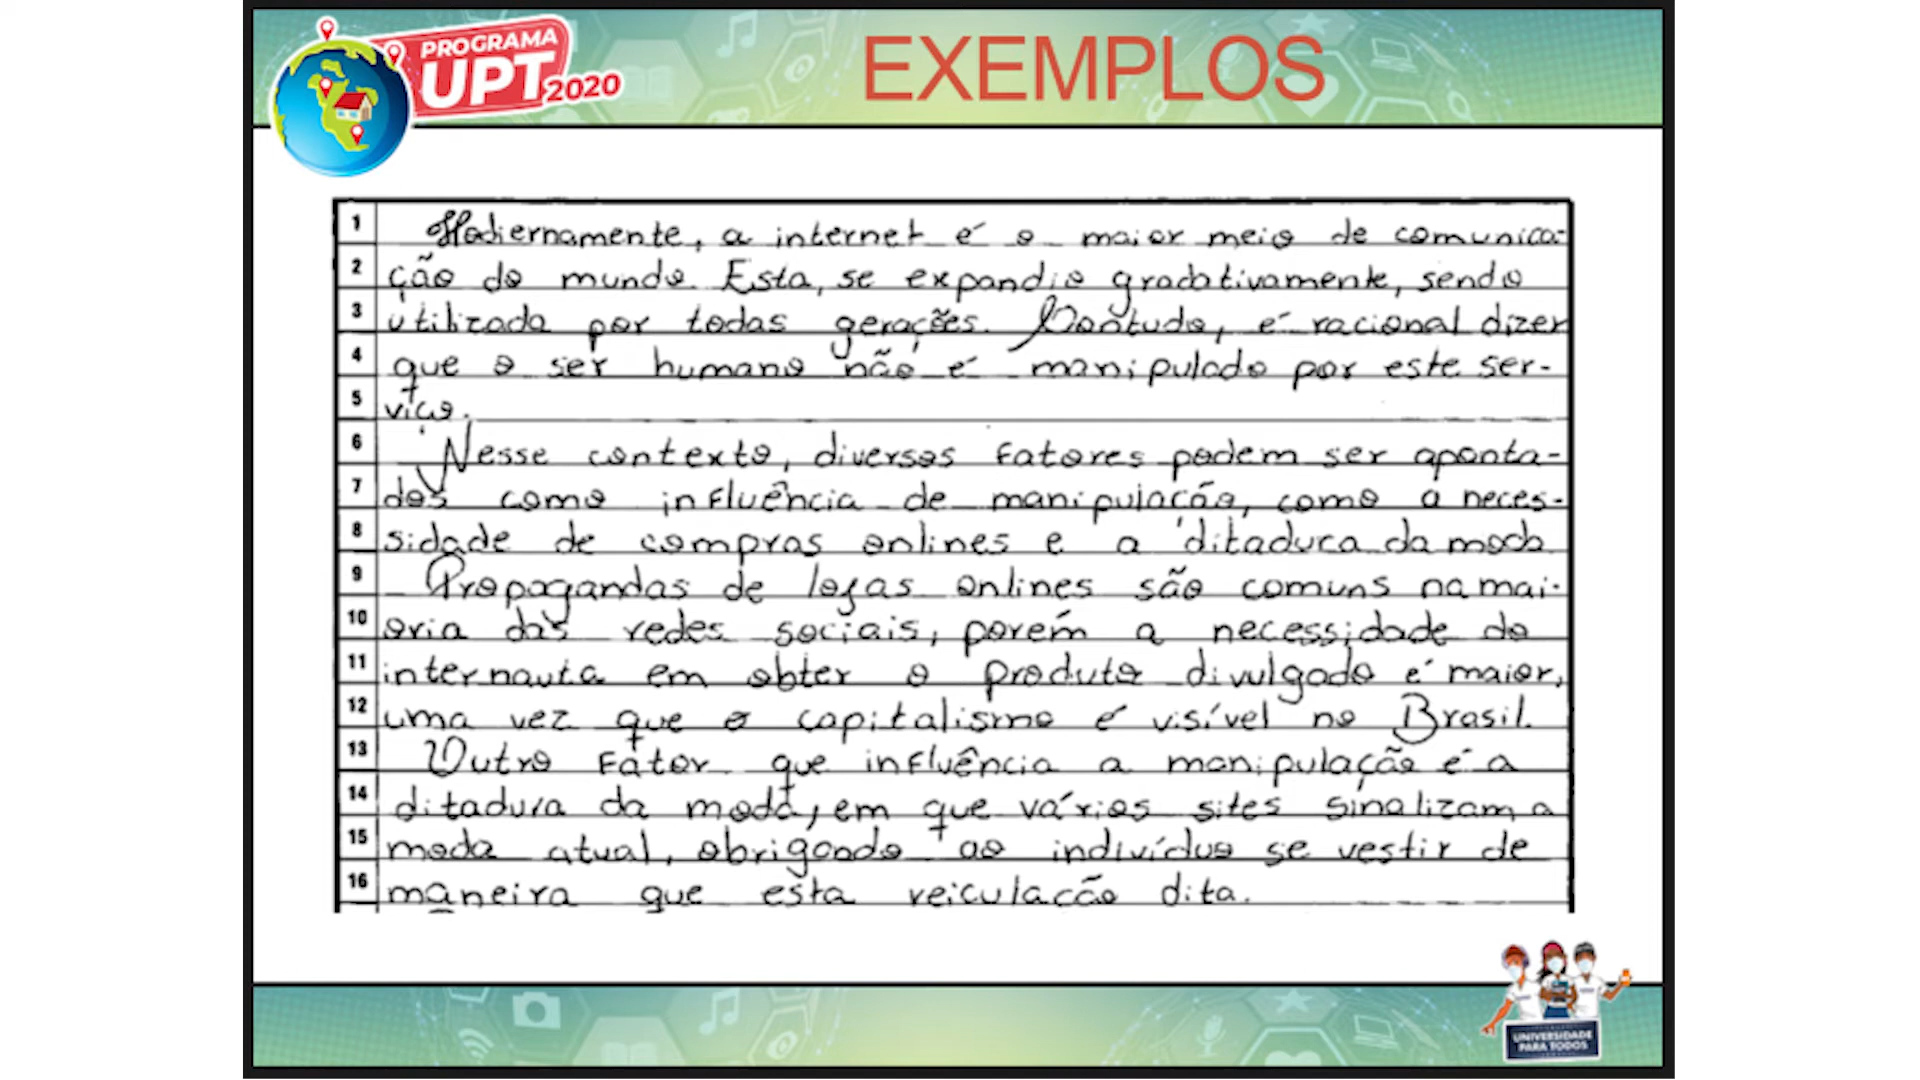 PROGRAMA
UPT 2020
EXEMPLOS
1 Hodiernamente, a internet é o maior meio de comunica-
2 ção do mundo. Esta, se expandio gradativamente, sendo
3 utilizada por todas gerações. Contudo, é racional dizer
4 que o ser humano não é manipulado por este ser-
5 viço.
6 Nesse contexto, diversos fatores podem ser aponta-
7 dos como influência de manipulação, como a neces-
8 sidade de compras onlines e a ditadura da moda
9 Propagandas de lojas onlines são comuns na mai-
10 oria das redes sociais, porém a necessidade do
11 internauta em obter o produto divulgado é maior,
12 uma vez que o capitalismo é visível no Brasil.
13 Outro fator que influência a manipulação é a
14 ditadura da moda, em que vários sites sinalizam a
15 moda atual, obrigando ao indivíduo se vestir de
16 maneira que esta veiculação dita.
UNIVERSIDADE
PARA TODOS